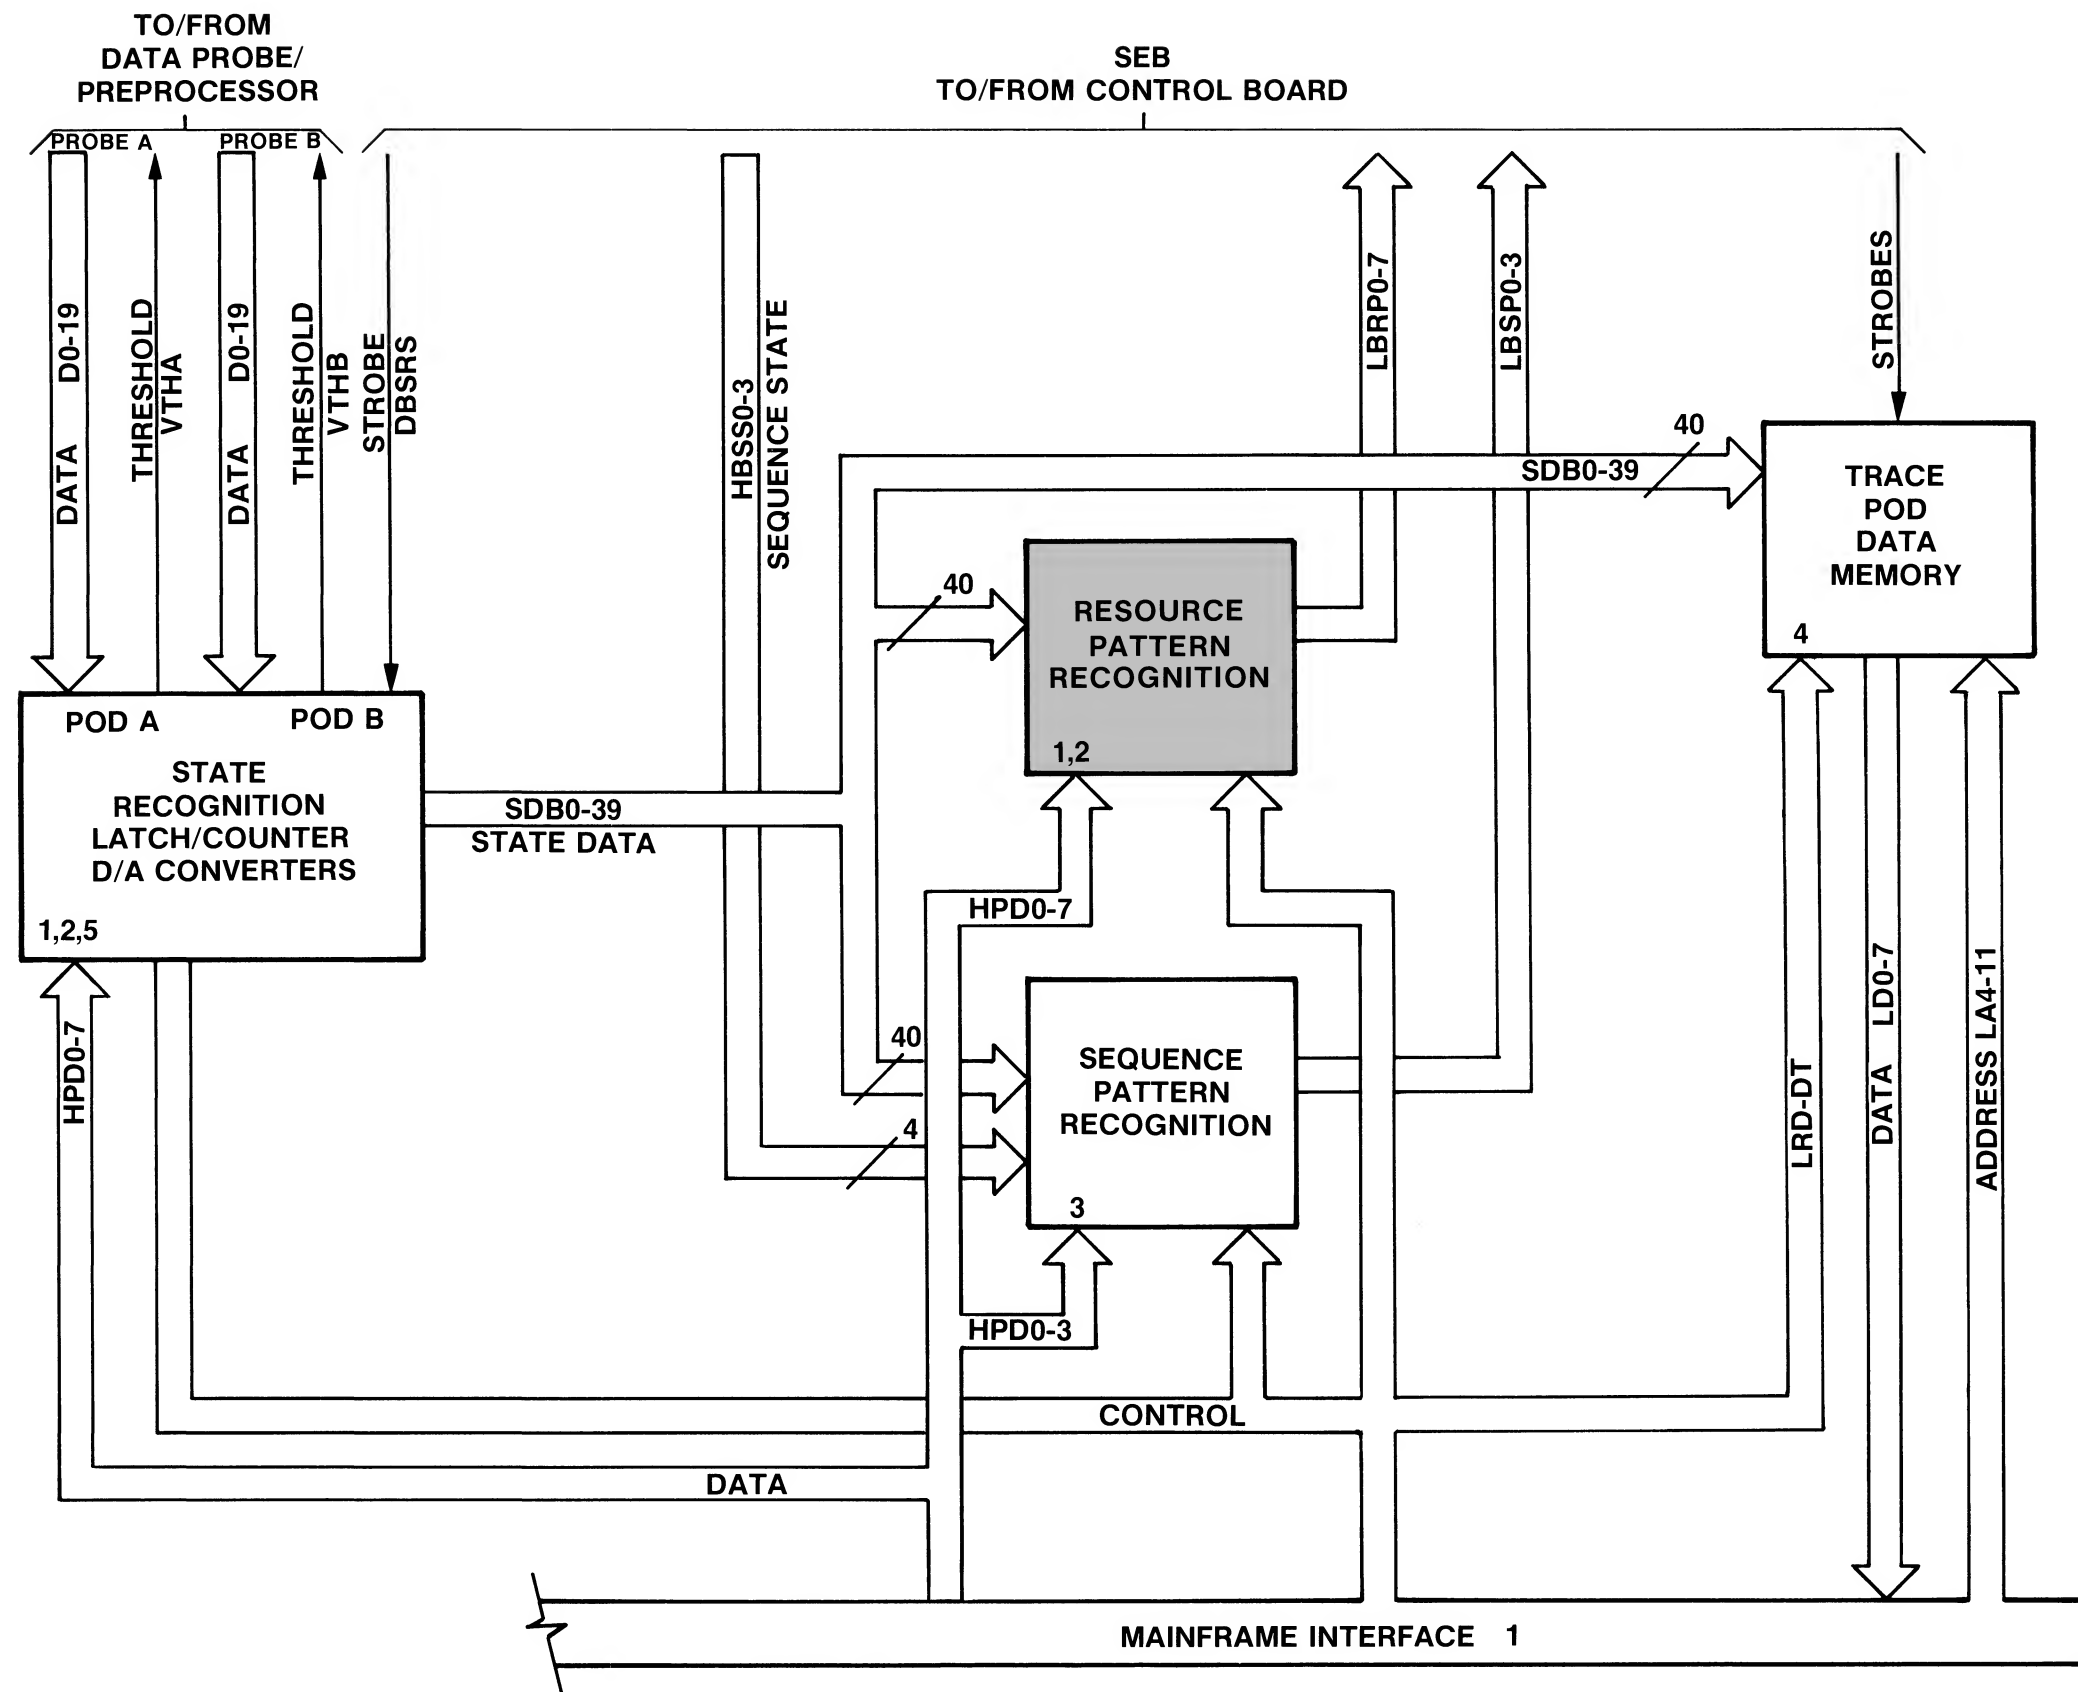 TO/FROM
DATA PROBE/
PREPROCESSOR
SEB
TO/FROM CONTROL BOARD
PROBE A
PROBE B
DATA D0-19
THRESHOLD
VTHA
DATA D0-19
THRESHOLD
VTHB
STROBE
DBSRS
HBSS0-3
SEQUENCE STATE
LBRP0-7
LBSP0-3
STROBES
40
SDB0-39
TRACE
POD
DATA
MEMORY
4
40
RESOURCE
PATTERN
RECOGNITION
1,2
POD A
POD B
STATE
RECOGNITION
LATCH/COUNTER
D/A CONVERTERS
1,2,5
SDB0-39
STATE DATA
HPD0-7
HPD0-7
40
4
SEQUENCE
PATTERN
RECOGNITION
3
HPD0-3
LRD-DT
DATA LD0-7
ADDRESS LA4-11
CONTROL
DATA
MAINFRAME INTERFACE 1